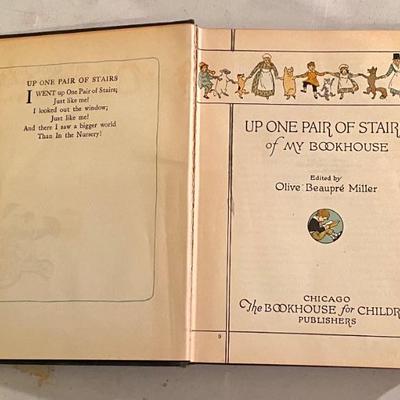 UP ONE PAIR OF STAIRS
I WENT up One Pair of Stairs;
Just like me!
I looked out the window;
Just like me!
And there I saw a bigger world
Than In the Nursery!
UP ONE PAIR OF STAIR
of MY BOOKHOUSE
Edited by
Olive Beaupré Miller
CHICAGO
The BOOKHOUSE for CHILDR
PUBLISHERS